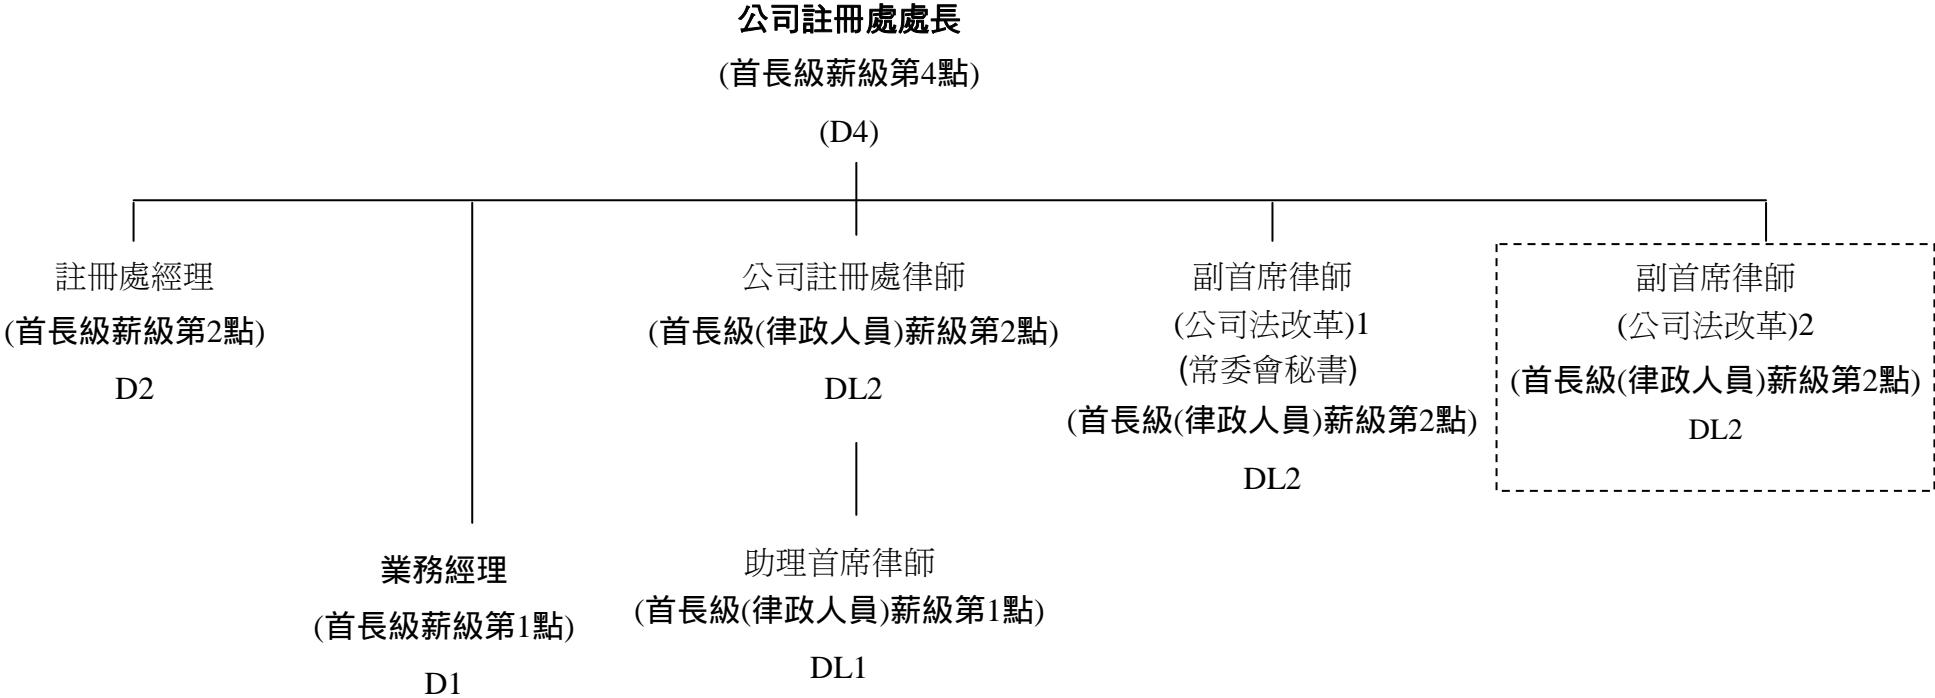 公司註冊處處長
(首長級薪級第4點)
(D4)
註冊處經理
(首長級薪級第2點)
D2
業務經理
(首長級薪級第1點)
D1
公司註冊處律師
(首長級(律政人員)薪級第2點)
DL2
助理首席律師
(首長級(律政人員)薪級第1點)
DL1
副首席律師
(公司法改革)1
(常委會秘書)
(首長級(律政人員)薪級第2點)
DL2
副首席律師
(公司法改革)2
(首長級(律政人員)薪級第2點)
DL2